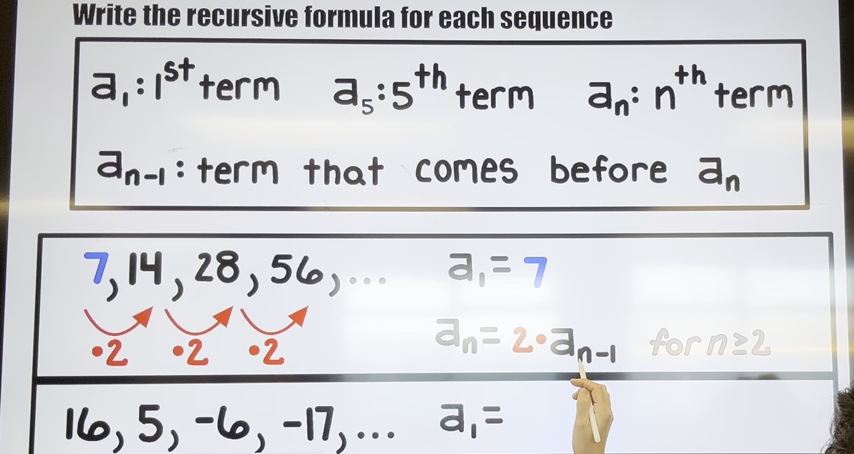 Write the recursive formula for each sequence
a₁: 1ˢᵗ term a₅: 5ᵗʰ term aₙ: nᵗʰ term
aₙ₋₁: term that comes before aₙ
7, 14, 28, 56, ... a₁ = 7
•2 •2 •2 aₙ = 2•aₙ₋₁ for n≥2
16, 5, -6, -17, ... a₁ =